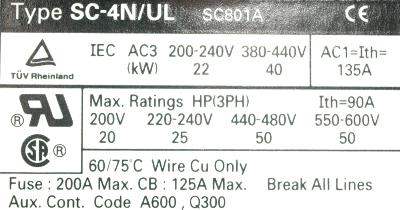 Type SC-4N/UL SC801A CE
IEC AC3 200-240V 380-440V AC1=Ith=
(kW) 22 40 135A
TÜV Rheinland
Max. Ratings HP(3PH) Ith=90A
200V 220-240V 440-480V 550-600V
20 25 50 50
® RU
SA ®
60/75℃ Wire Cu Only
Fuse : 200A Max. CB : 125A Max. Break All Lines
Aux. Cont. Code A600 , Q300